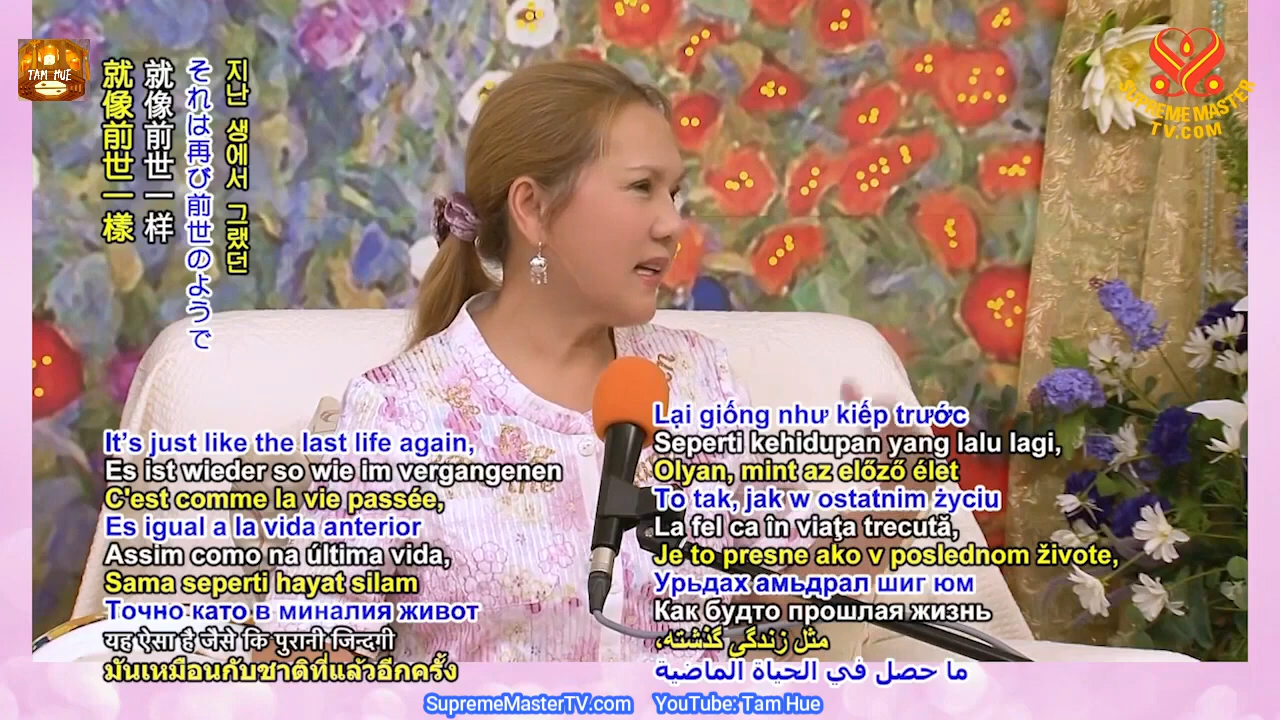 TAM HUE
SUPREME MASTER
TV.COM
지난 생에서 그랬던
それは再び前世のようで
就像前世一样
就像前世一樣
It's just like the last life again,
Es ist wieder so wie im vergangenen
C'est comme la vie passée,
Es igual a la vida anterior
Assim como na última vida,
Sama seperti hayat silam
Точно като в миналия живот
यह ऐसा है जैसे कि पुरानी जिन्दगी
มันเหมือนกับชาติที่แล้วอีกครั้ง
Lại giống như kiếp trước
Seperti kehidupan yang lalu lagi,
Olyan, mint az előző élet
To tak, jak w ostatnim życiu
La fel ca în viaţa trecută,
Je to presne ako v poslednom živote,
Урьдах амьдрал шиг юм
Как будто прошлая жизнь
مثل زندگی گذشته،
ما حصل في الحياة الماضية
SupremeMasterTV.com YouTube: Tam Hue